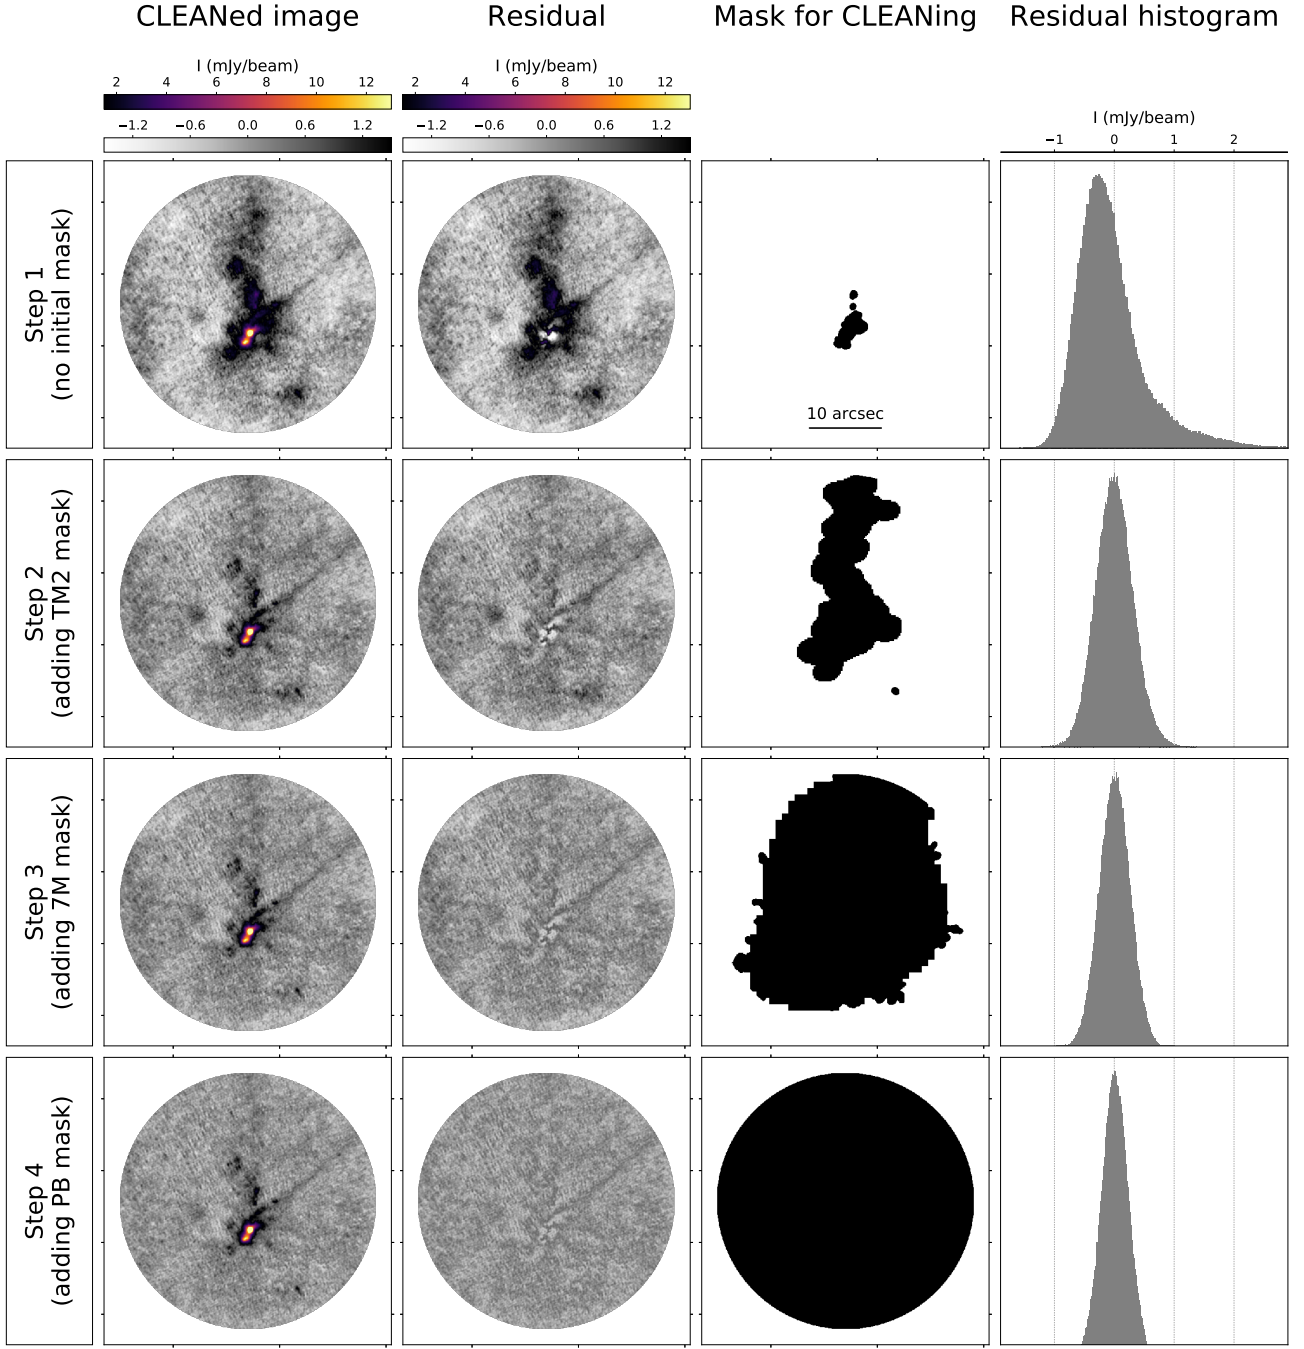 CLEANed image
Residual
Mask for CLEANing
Residual histogram
I (mJy/beam)
2 4 6 8 10 12
−1.2 −0.6 0.0 0.6 1.2
I (mJy/beam)
2 4 6 8 10 12
−1.2 −0.6 0.0 0.6 1.2
I (mJy/beam)
−1 0 1 2
Step 1
(no initial mask)
10 arcsec
Step 2
(adding TM2 mask)
Step 3
(adding 7M mask)
Step 4
(adding PB mask)